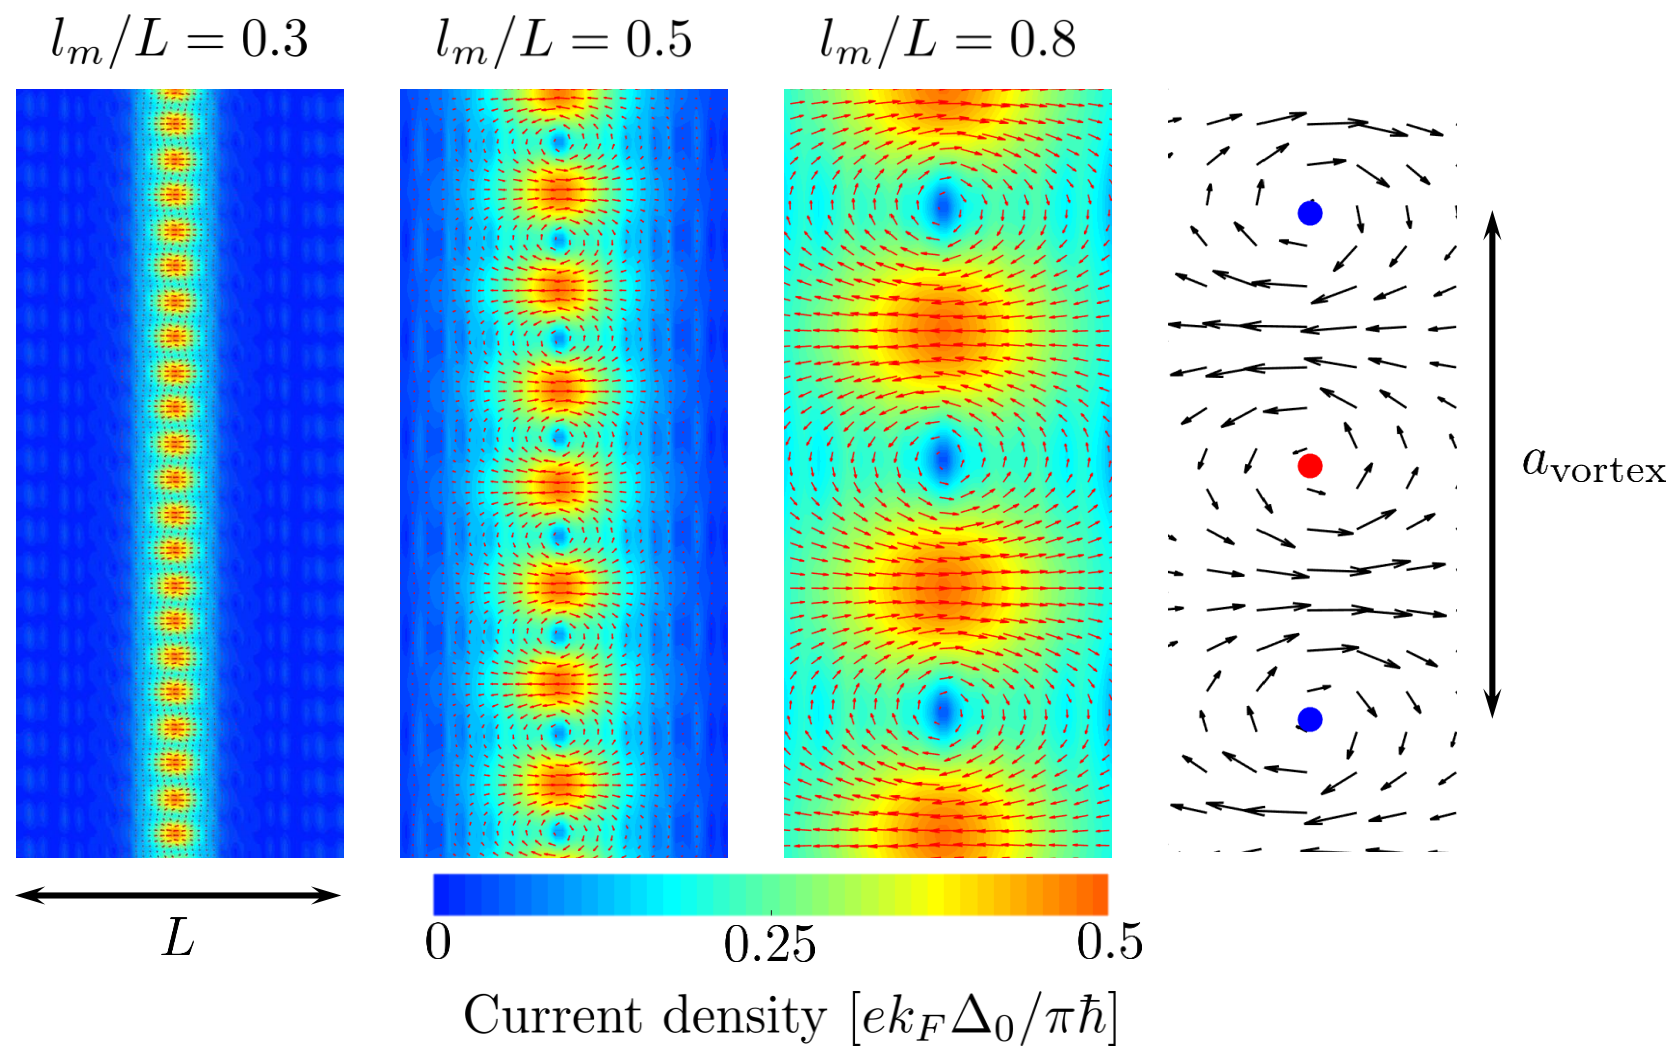 l_m/L = 0.3
l_m/L = 0.5
l_m/L = 0.8
a_vortex
L
0
0.25
0.5
Current density [ek_FΔ_0/πħ]